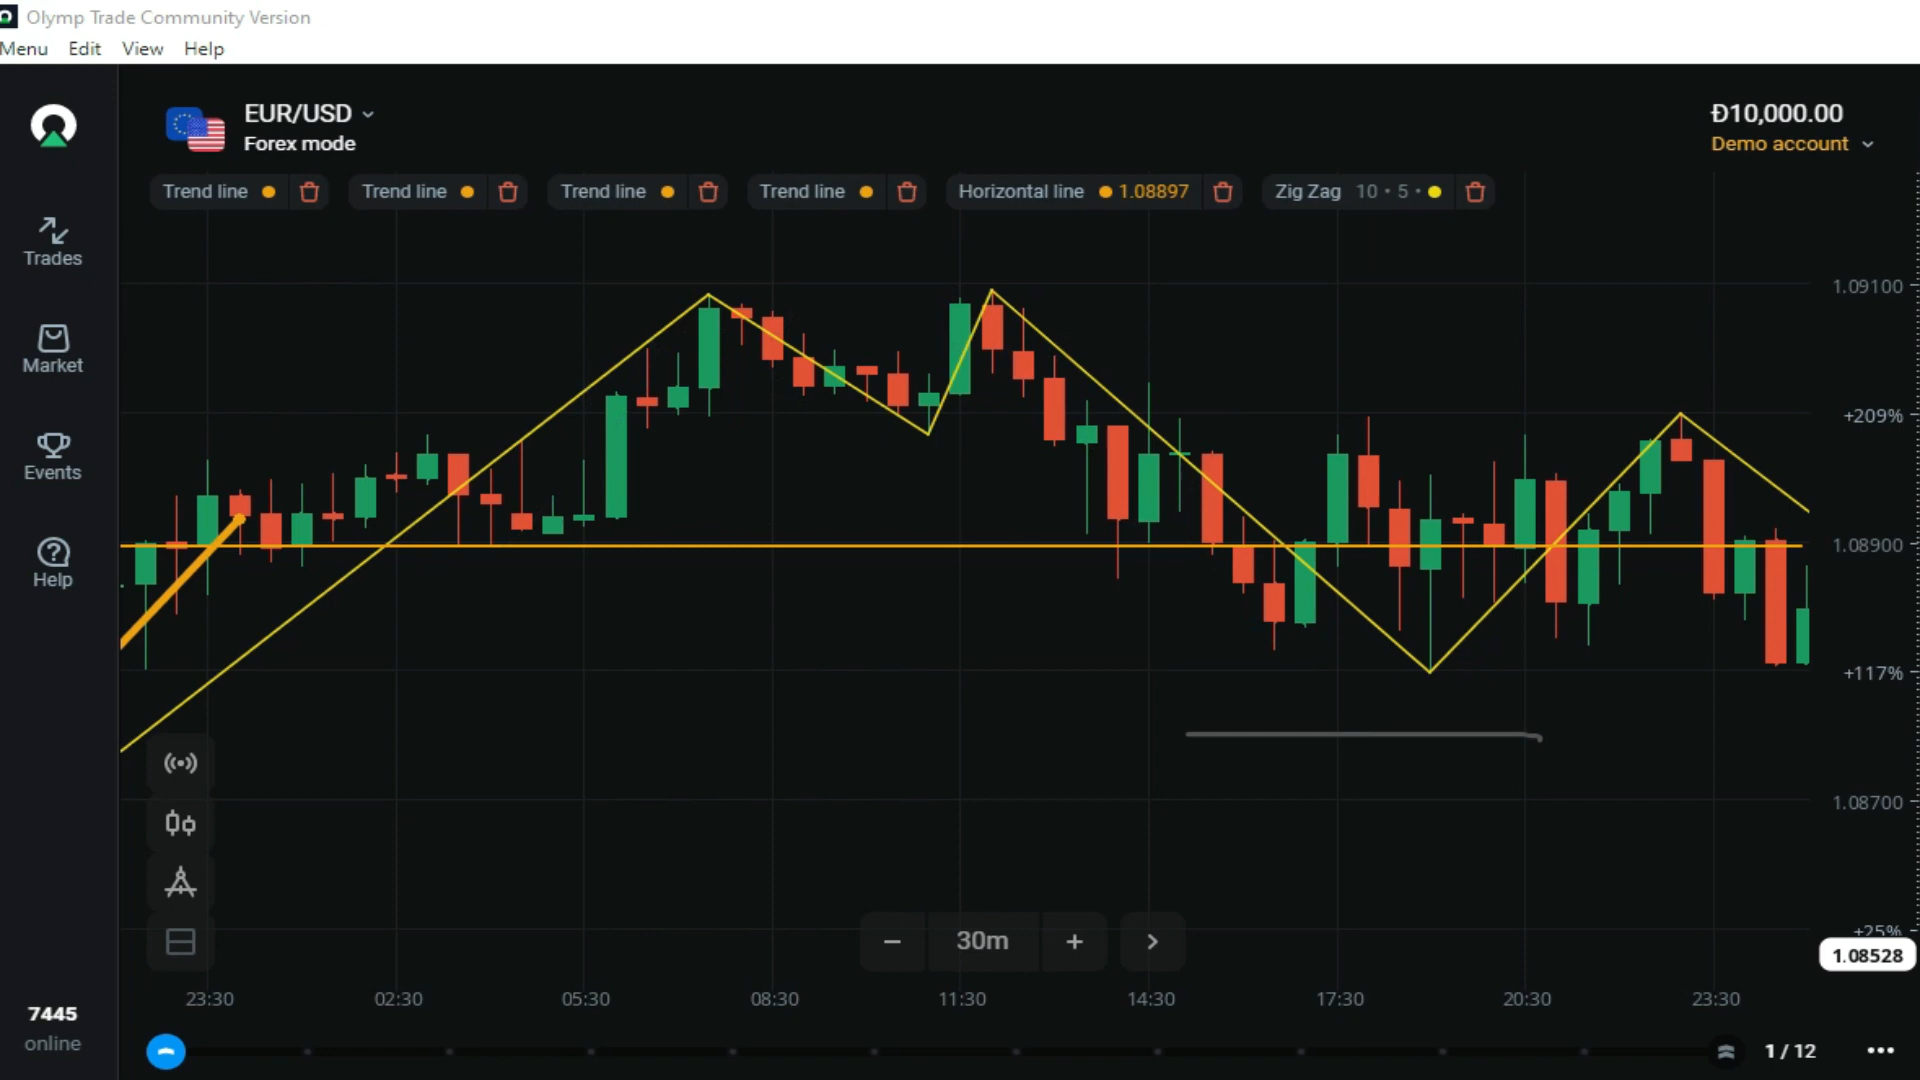 Olymp Trade Community Version
Menu Edit View Help
EUR/USD
Forex mode
Đ10,000.00
Demo account
Trend line
Trend line
Trend line
Trend line
Horizontal line 1.08897
Zig Zag 10 • 5 •
Trades
Market
Events
Help
1.09100
+209%
1.08900
+117%
1.08700
+25%
1.08528
− 30m + >
23:30 02:30 05:30 08:30 11:30 14:30 17:30 20:30 23:30
7445
online
1 / 12